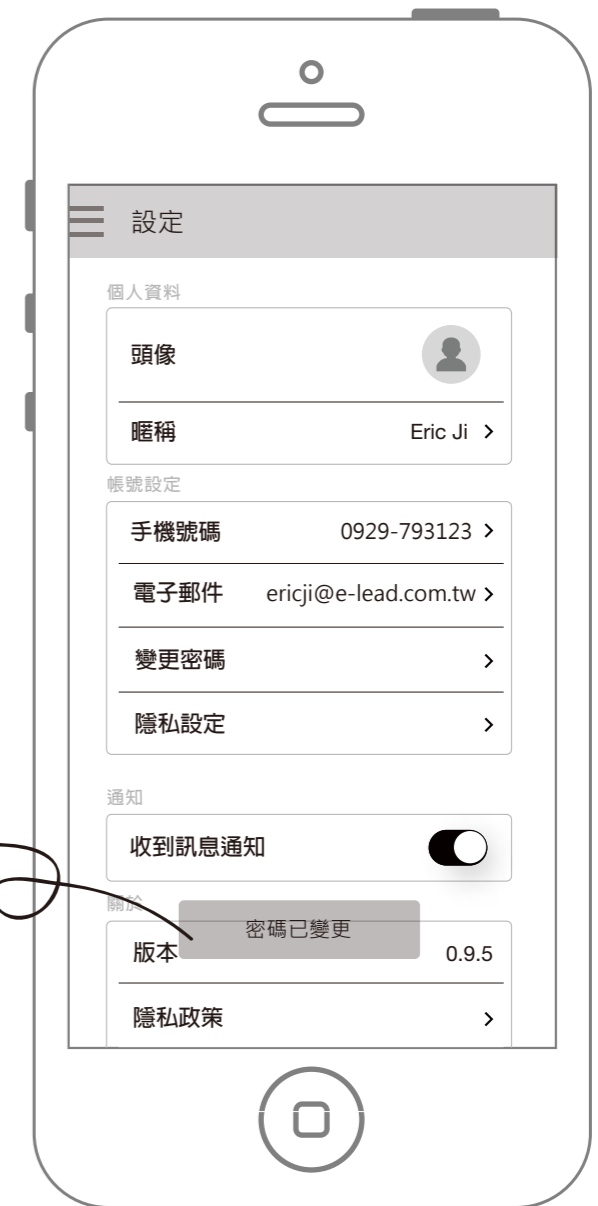 設定
個人資料
頭像
暱稱 Eric Ji >
帳號設定
手機號碼 0929-793123 >
電子郵件 ericji@e-lead.com.tw >
變更密碼 >
隱私設定 >
通知
收到訊息通知
關於
密碼已變更
版本 0.9.5
隱私政策 >